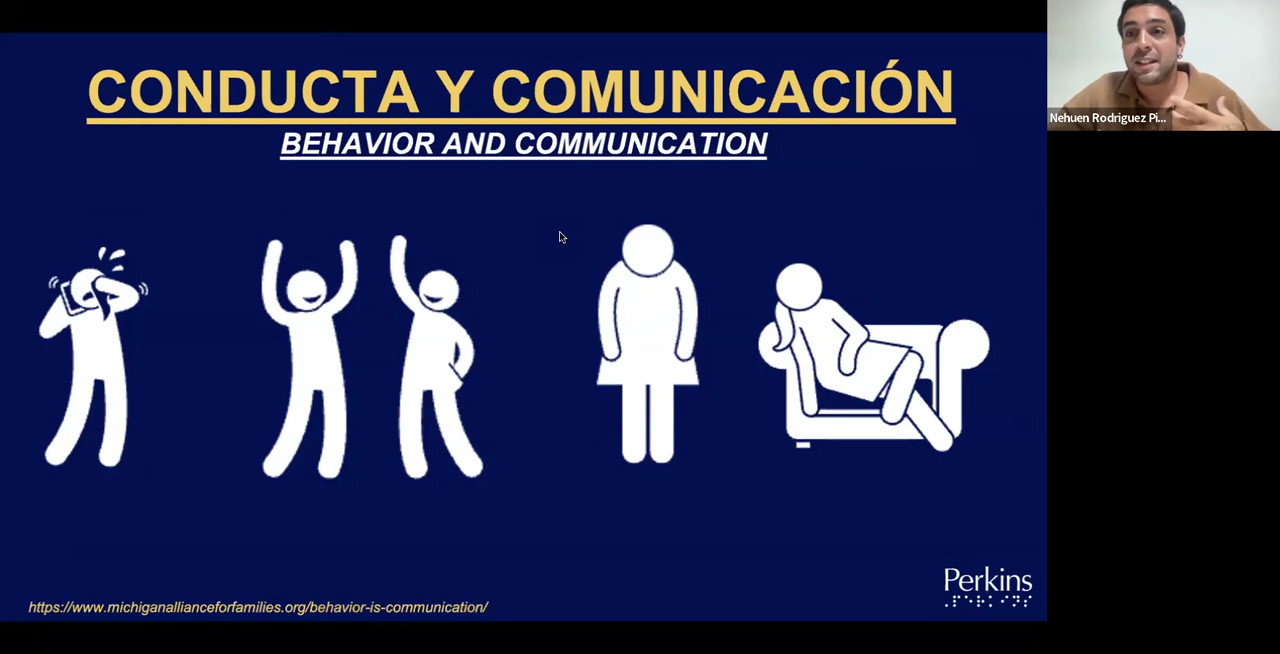 CONDUCTA Y COMUNICACIÓN
BEHAVIOR AND COMMUNICATION
Nehuen Rodriguez Pi...
https://www.michiganallianceforfamilies.org/behavior-is-communication/
Perkins